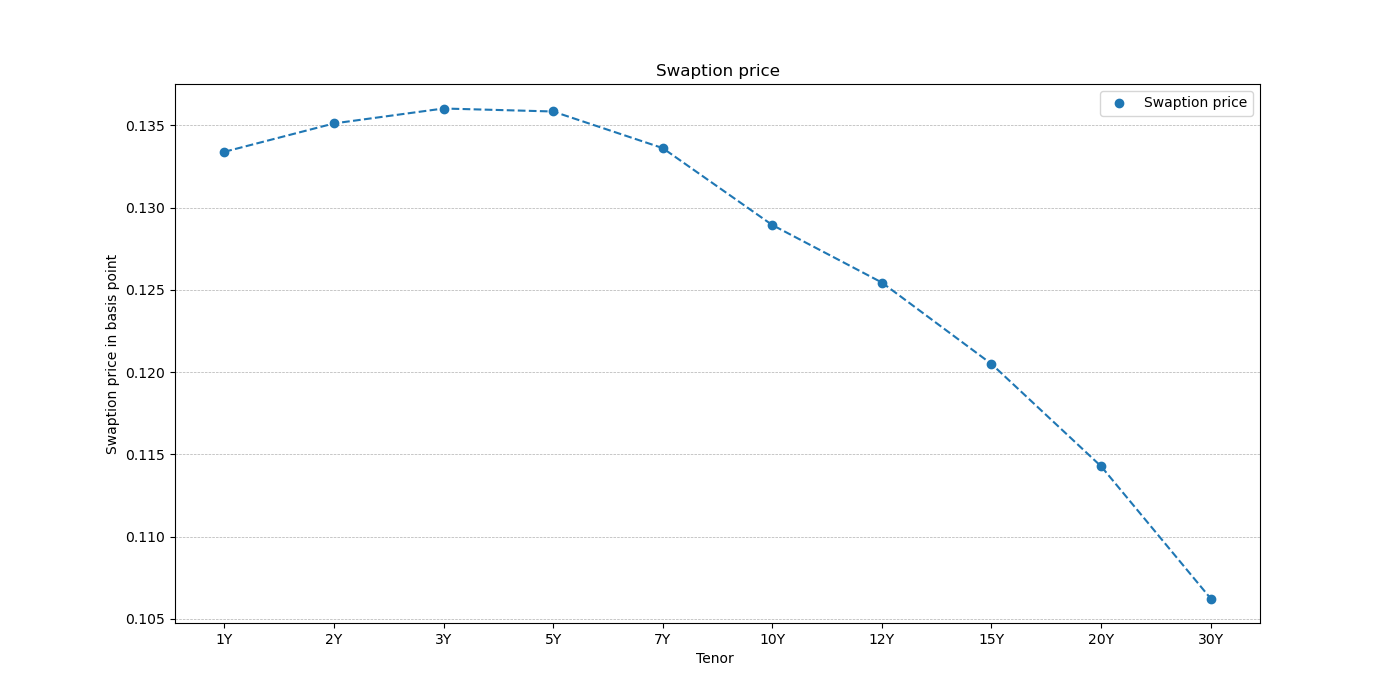 Swaption price
Swaption price
0.135
0.130
0.125
0.120
0.115
0.110
0.105
Swaption price in basis point
1Y 2Y 3Y 5Y 7Y 10Y 12Y 15Y 20Y 30Y
Tenor